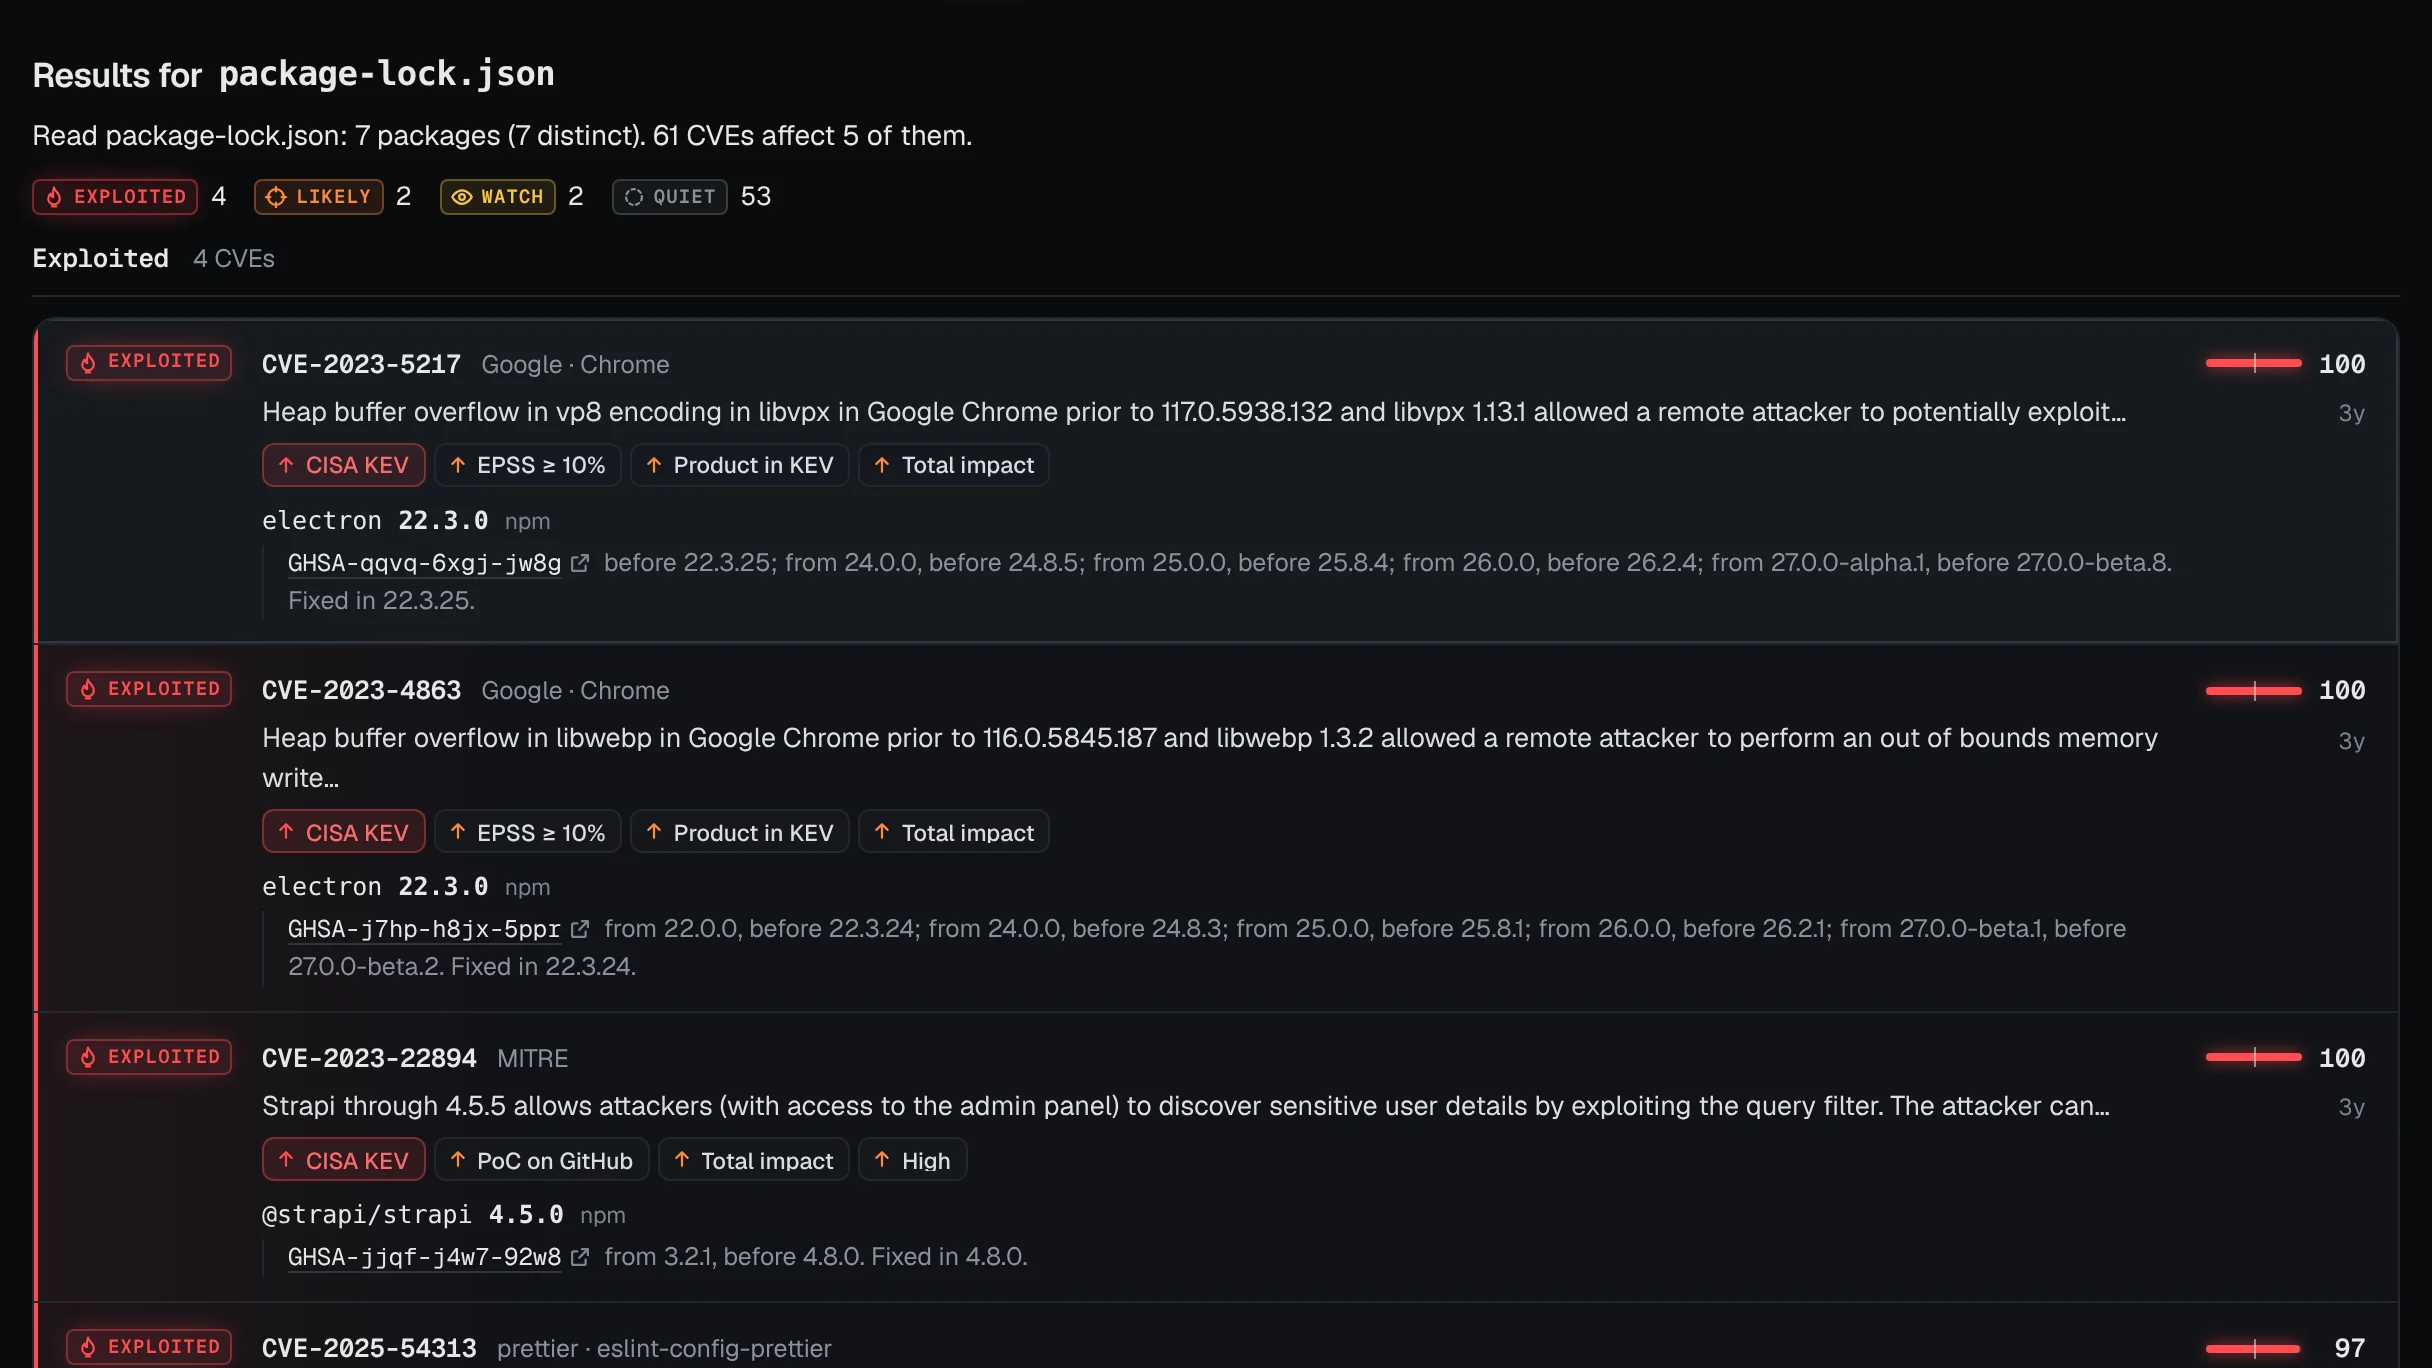 Results for package-lock.json
Read package-lock.json: 7 packages (7 distinct). 61 CVEs affect 5 of them.
EXPLOITED 4 LIKELY 2 WATCH 2 QUIET 53
Exploited 4 CVEs
EXPLOITED CVE-2023-5217 Google · Chrome 100
Heap buffer overflow in vp8 encoding in libvpx in Google Chrome prior to 117.0.5938.132 and libvpx 1.13.1 allowed a remote attacker to potentially exploit... 3y
↑ CISA KEV ↑ EPSS ≥ 10% ↑ Product in KEV ↑ Total impact
electron 22.3.0 npm
GHSA-qqvq-6xgj-jw8g before 22.3.25; from 24.0.0, before 24.8.5; from 25.0.0, before 25.8.4; from 26.0.0, before 26.2.4; from 27.0.0-alpha.1, before 27.0.0-beta.8.
Fixed in 22.3.25.
EXPLOITED CVE-2023-4863 Google · Chrome 100
Heap buffer overflow in libwebp in Google Chrome prior to 116.0.5845.187 and libwebp 1.3.2 allowed a remote attacker to perform an out of bounds memory 3y
write...
↑ CISA KEV ↑ EPSS ≥ 10% ↑ Product in KEV ↑ Total impact
electron 22.3.0 npm
GHSA-j7hp-h8jx-5ppr from 22.0.0, before 22.3.24; from 24.0.0, before 24.8.3; from 25.0.0, before 25.8.1; from 26.0.0, before 26.2.1; from 27.0.0-beta.1, before
27.0.0-beta.2. Fixed in 22.3.24.
EXPLOITED CVE-2023-22894 MITRE 100
Strapi through 4.5.5 allows attackers (with access to the admin panel) to discover sensitive user details by exploiting the query filter. The attacker can... 3y
↑ CISA KEV ↑ PoC on GitHub ↑ Total impact ↑ High
@strapi/strapi 4.5.0 npm
GHSA-jjqf-j4w7-92w8 from 3.2.1, before 4.8.0. Fixed in 4.8.0.
EXPLOITED CVE-2025-54313 prettier · eslint-config-prettier 97